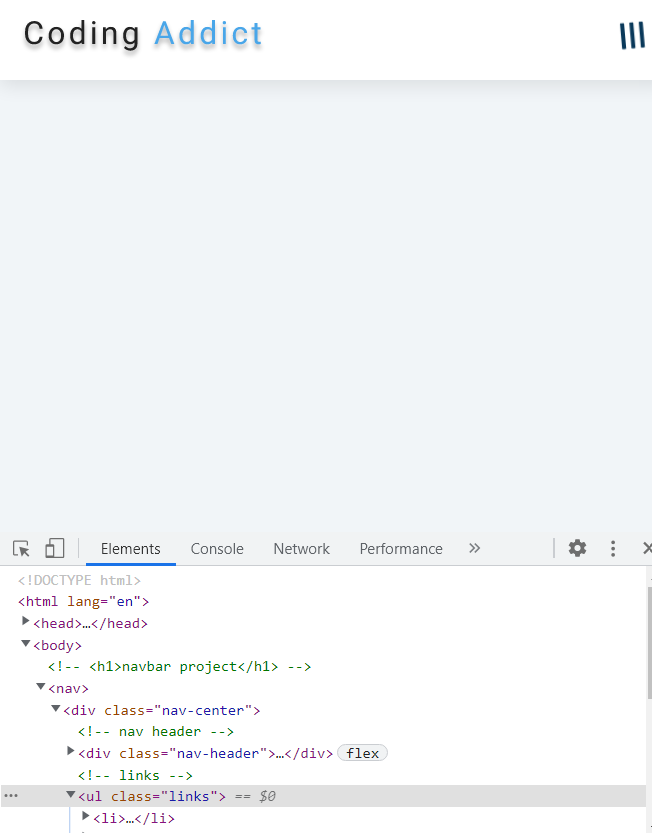 Coding Addict
Elements Console Network Performance
<!DOCTYPE html>
<html lang="en">
<head>…</head>
<body>
<!-- <h1>navbar project</h1> -->
<nav>
<div class="nav-center">
<!-- nav header -->
<div class="nav-header">…</div> flex
<!-- links -->
<ul class="links"> == $0
<li>…</li>